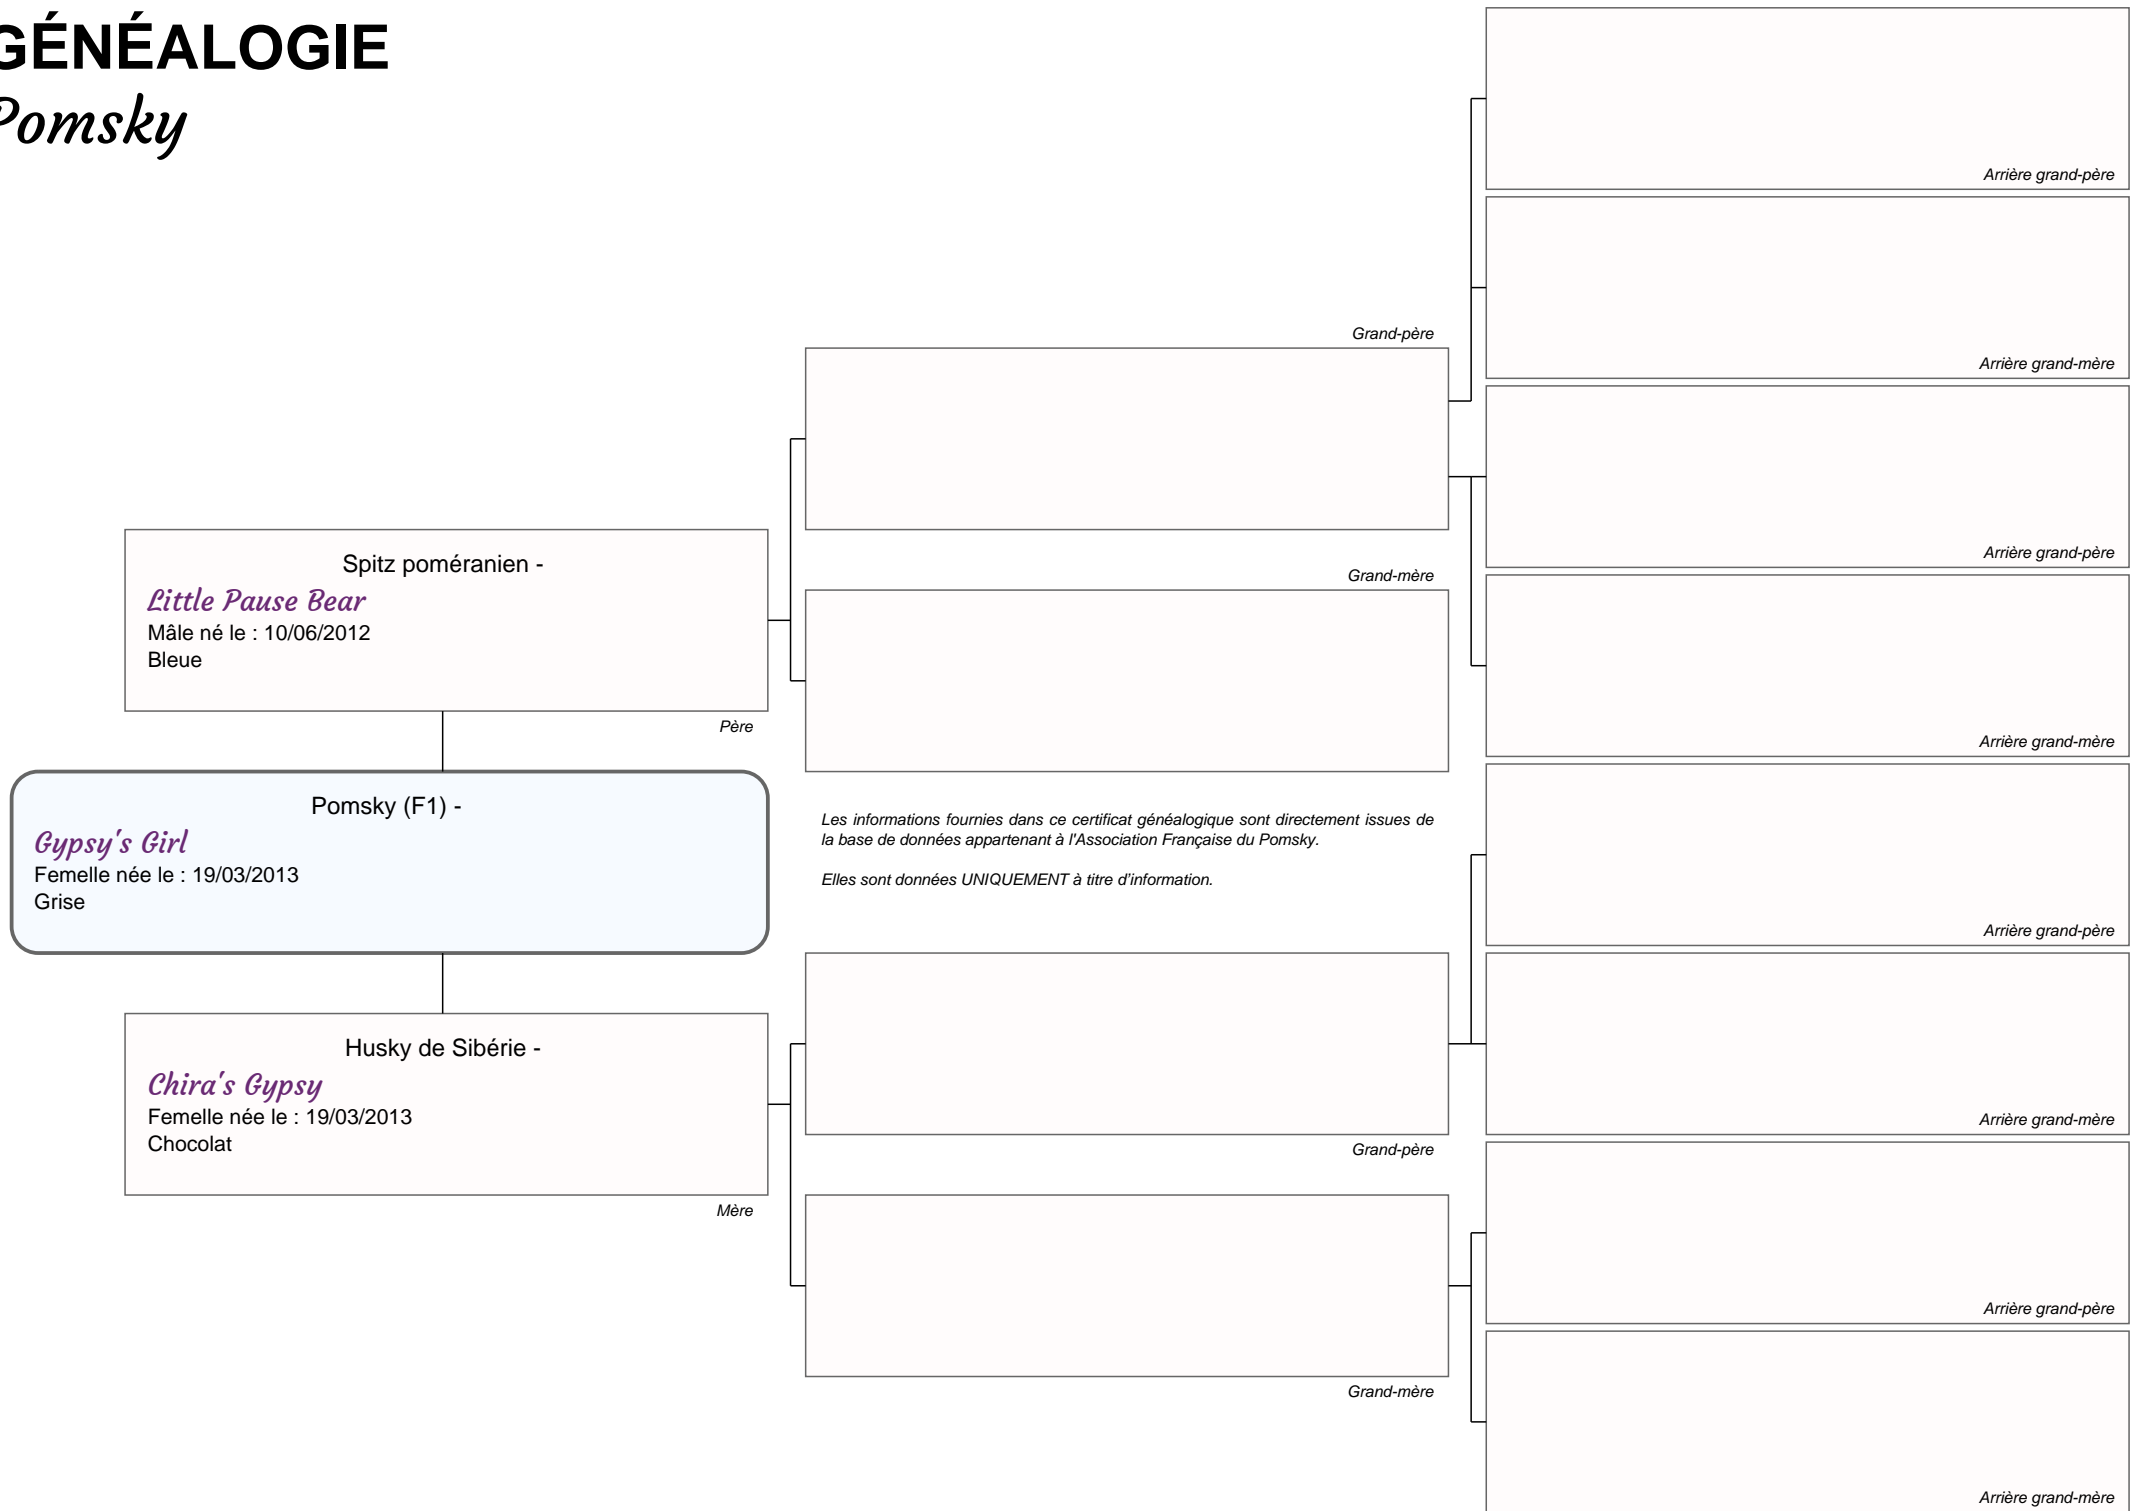 GÉNÉALOGIE
Pomsky
Spitz poméranien -
Little Pause Bear
Mâle né le : 10/06/2012
Bleue
Père
Pomsky (F1) -
Gypsy's Girl
Femelle née le : 19/03/2013
Grise
Husky de Sibérie -
Chira's Gypsy
Femelle née le : 19/03/2013
Chocolat
Mère
Grand-père
Grand-mère
Les informations fournies dans ce certificat généalogique sont directement issues de
la base de données appartenant à l'Association Française du Pomsky.
Elles sont données UNIQUEMENT à titre d'information.
Grand-père
Grand-mère
Arrière grand-père
Arrière grand-mère
Arrière grand-père
Arrière grand-mère
Arrière grand-père
Arrière grand-mère
Arrière grand-père
Arrière grand-mère